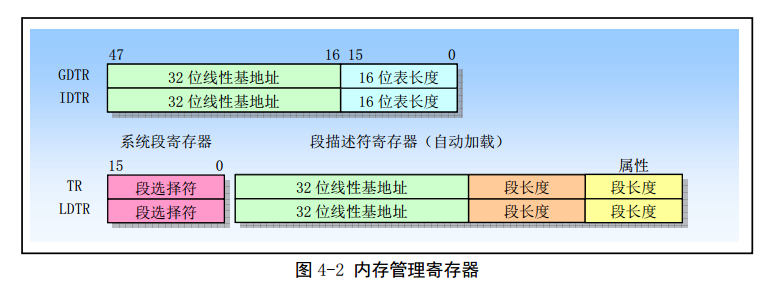 47 16 15 0
GDTR 32 位线性基地址 16 位表长度
IDTR 32 位线性基地址 16 位表长度
系统段寄存器 段描述符寄存器（自动加载）
15 0 属性
TR 段选择符 32 位线性基地址 段长度 段长度
LDTR 段选择符 32 位线性基地址 段长度 段长度
图 4-2 内存管理寄存器